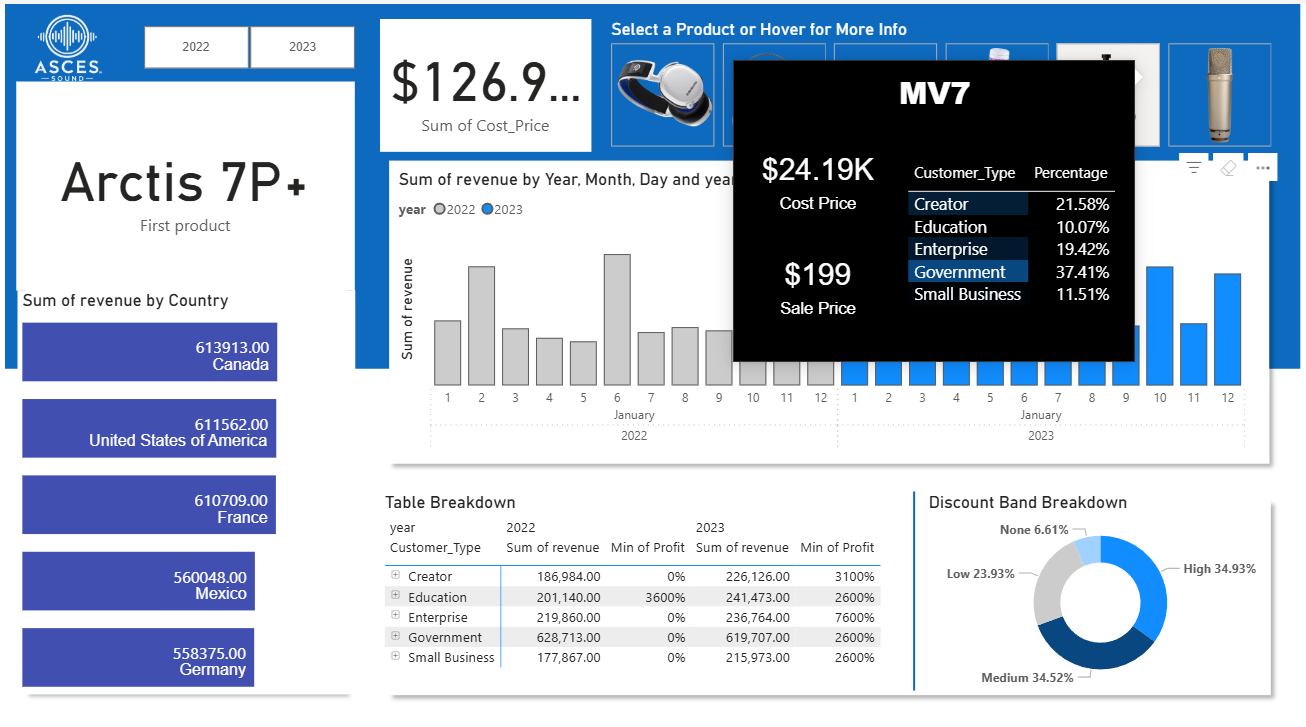 ASCES
SOUND
2022
2023
$126.9...
Sum of Cost_Price
Select a Product or Hover for More Info
Arctis 7P+
First product
MV7
$24.19K
Cost Price
$199
Sale Price
Customer_Type Percentage
Creator 21.58%
Education 10.07%
Enterprise 19.42%
Government 37.41%
Small Business 11.51%
Sum of revenue by Year, Month, Day and year
year 2022 2023
Sum of revenue
1 2 3 4 5 6 7 8 9 10 11 12 1 2 3 4 5 6 7 8 9 10 11 12
January January
2022 2023
Sum of revenue by Country
613913.00
Canada
611562.00
United States of America
610709.00
France
560048.00
Mexico
558375.00
Germany
Table Breakdown
year 2022 2023
Customer_Type Sum of revenue Min of Profit Sum of revenue Min of Profit
Creator 186,984.00 0% 226,126.00 3100%
Education 201,140.00 3600% 241,473.00 2600%
Enterprise 219,860.00 0% 236,764.00 7600%
Government 628,713.00 0% 619,707.00 2600%
Small Business 177,867.00 0% 215,973.00 2600%
Discount Band Breakdown
None 6.61%
Low 23.93%
High 34.93%
Medium 34.52%